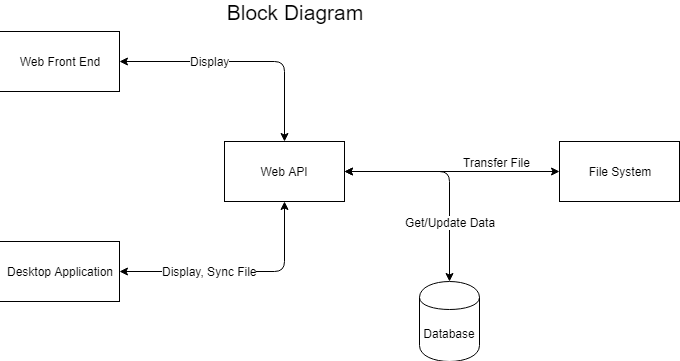 Block Diagram
Web Front End
Display
Web API
Transfer File
File System
Get/Update Data
Desktop Application
Display, Sync File
Database